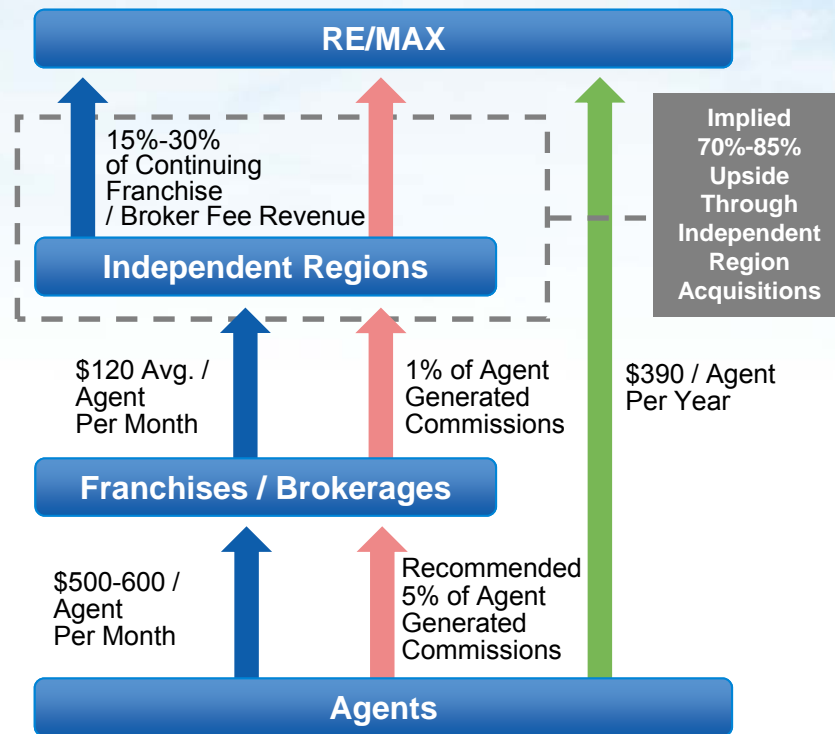 RE/MAX
15%-30%
of Continuing
Franchise
/ Broker Fee Revenue
Implied
70%-85%
Upside
Through
Independent
Region
Acquisitions
Independent Regions
$120 Avg. /
Agent
Per Month
1% of Agent
Generated
Commissions
$390 / Agent
Per Year
Franchises / Brokerages
$500-600 /
Agent
Per Month
Recommended
5% of Agent
Generated
Commissions
Agents